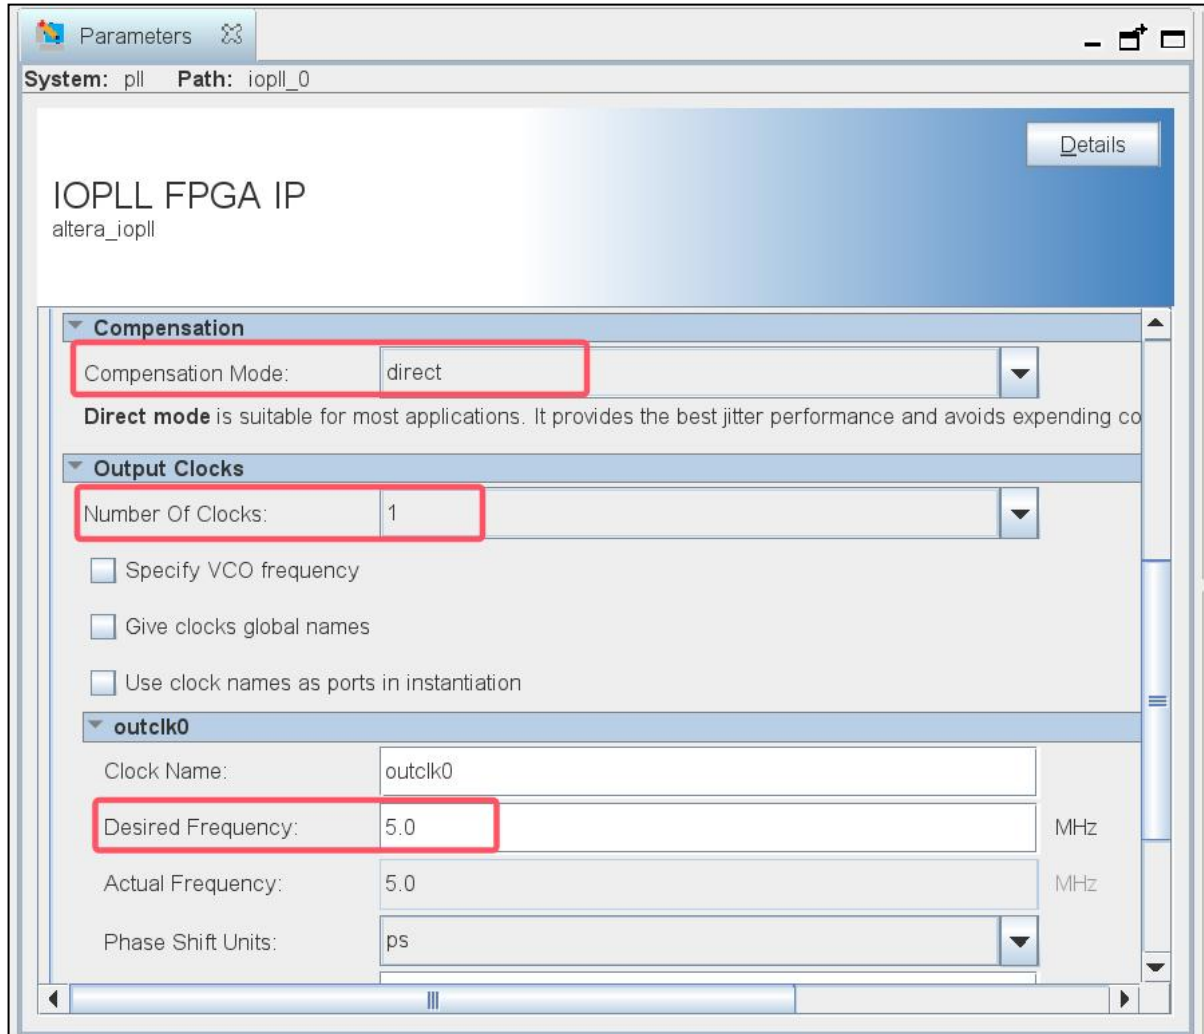 Parameters
System: pll Path: iopll_0
Details
IOPLL FPGA IP
altera_iopll
Compensation
Compensation Mode: direct
Direct mode is suitable for most applications. It provides the best jitter performance and avoids expending co
Output Clocks
Number Of Clocks: 1
Specify VCO frequency
Give clocks global names
Use clock names as ports in instantiation
outclk0
Clock Name: outclk0
Desired Frequency: 5.0 MHz
Actual Frequency: 5.0 MHz
Phase Shift Units: ps